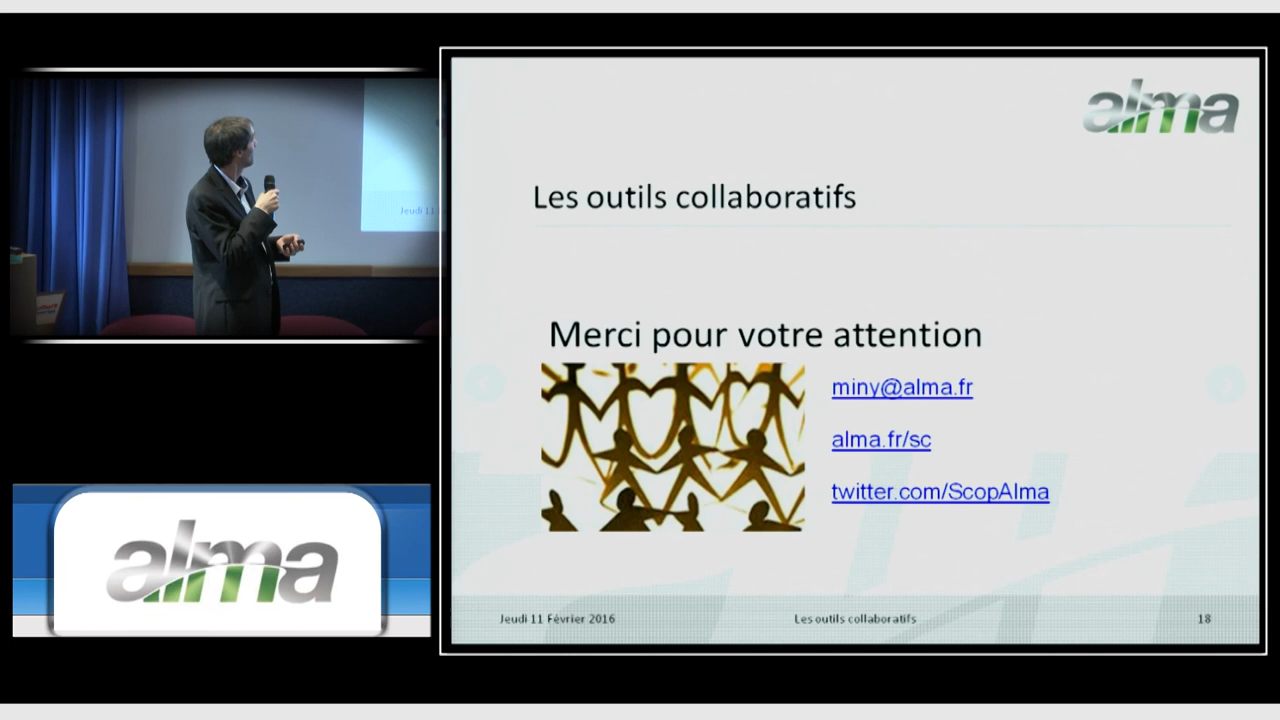 alma
Les outils collaboratifs
Merci pour votre attention
miny@alma.fr
alma.fr/sc
twitter.com/ScopAlma
Jeudi 11 Février 2016
Les outils collaboratifs
18
Jeudi 11
alma